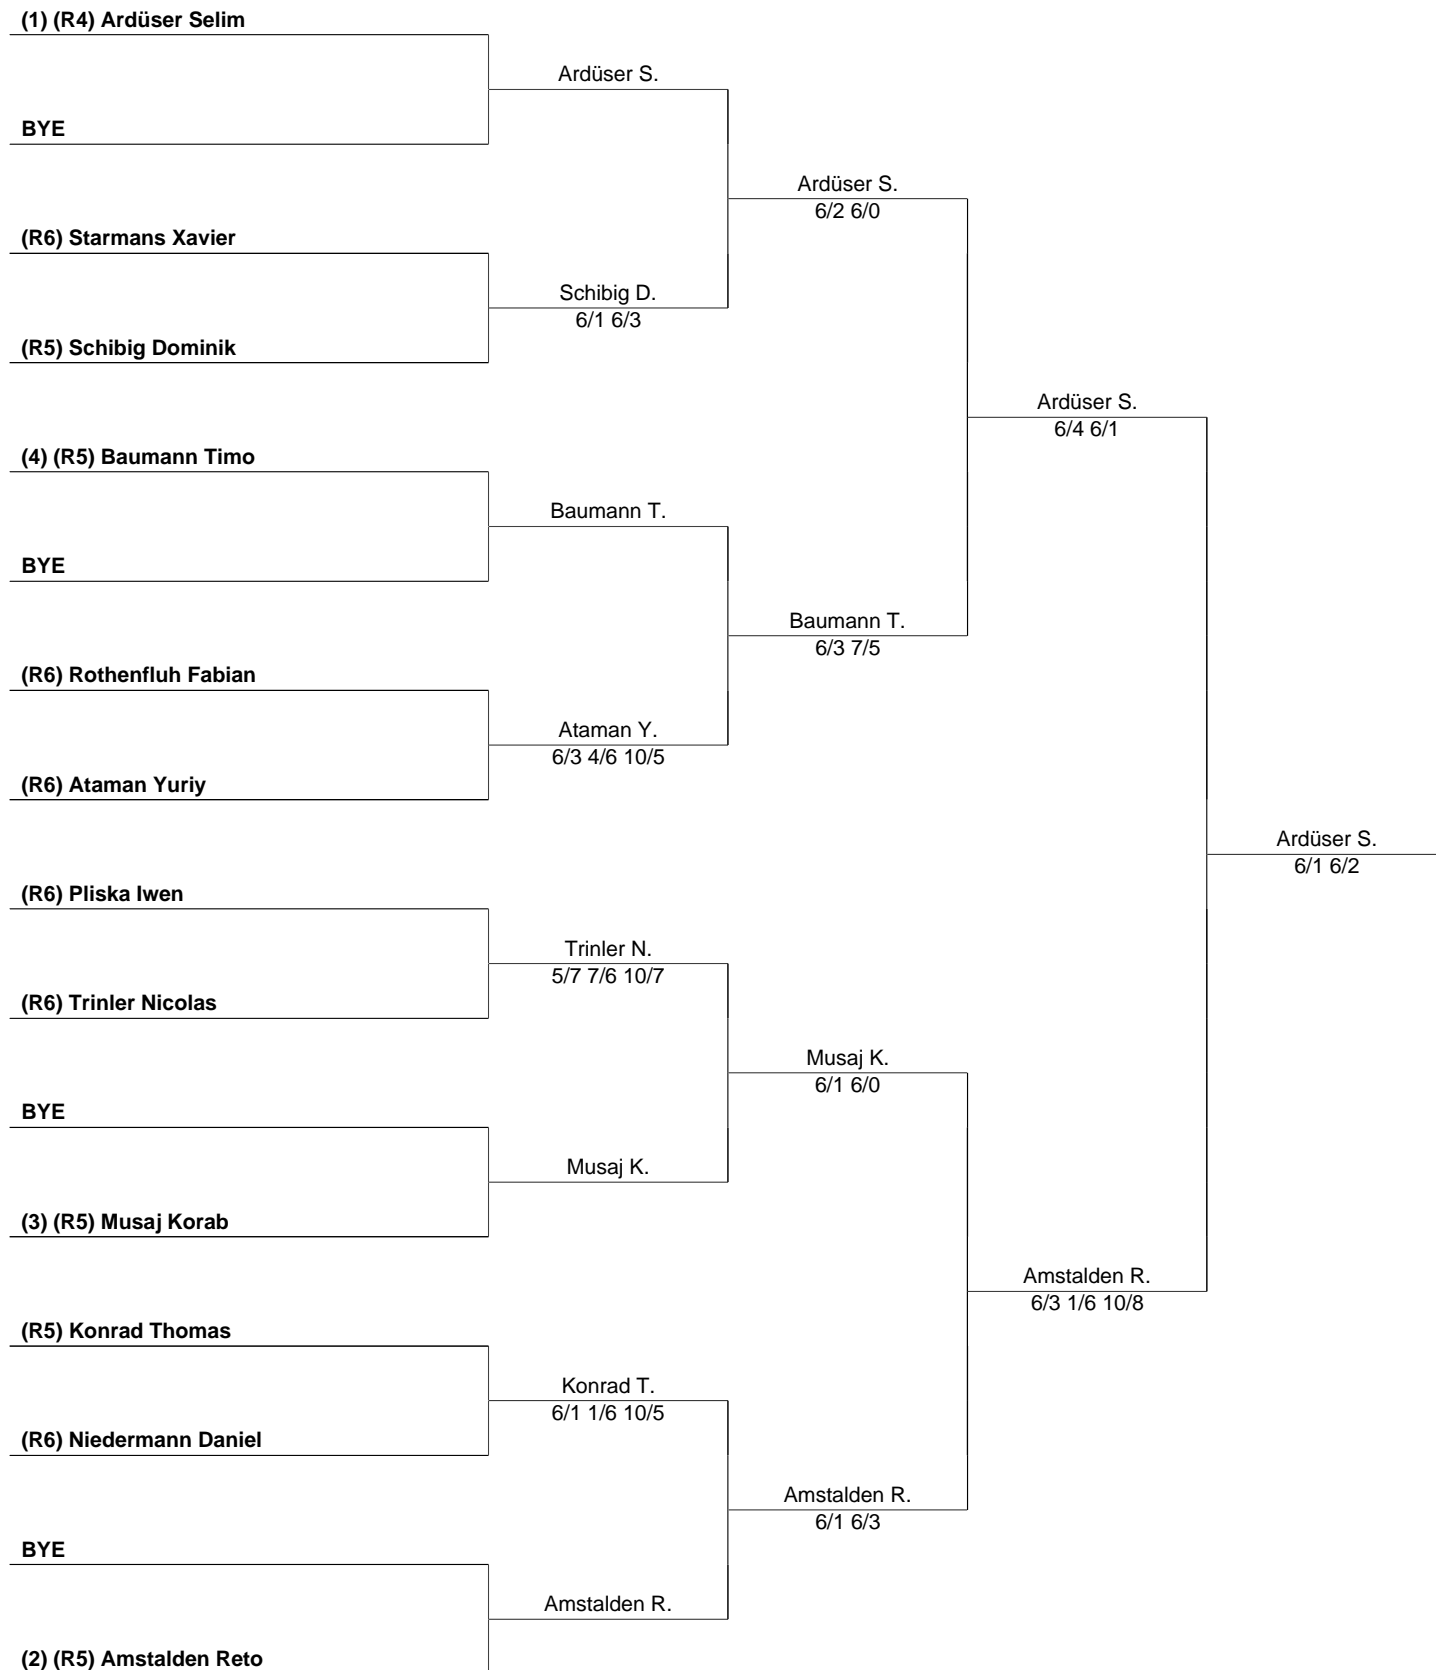 (1) (R4) Ardüser Selim
Ardüser S.
BYE
Ardüser S.
6/2 6/0
(R6) Starmans Xavier
Schibig D.
6/1 6/3
(R5) Schibig Dominik
Ardüser S.
6/4 6/1
(4) (R5) Baumann Timo
Baumann T.
BYE
Baumann T.
6/3 7/5
(R6) Rothenfluh Fabian
Ataman Y.
6/3 4/6 10/5
(R6) Ataman Yuriy
Ardüser S.
6/1 6/2
(R6) Pliska Iwen
Trinler N.
5/7 7/6 10/7
(R6) Trinler Nicolas
Musaj K.
6/1 6/0
BYE
Musaj K.
(3) (R5) Musaj Korab
Amstalden R.
6/3 1/6 10/8
(R5) Konrad Thomas
Konrad T.
6/1 1/6 10/5
(R6) Niedermann Daniel
Amstalden R.
6/1 6/3
BYE
Amstalden R.
(2) (R5) Amstalden Reto